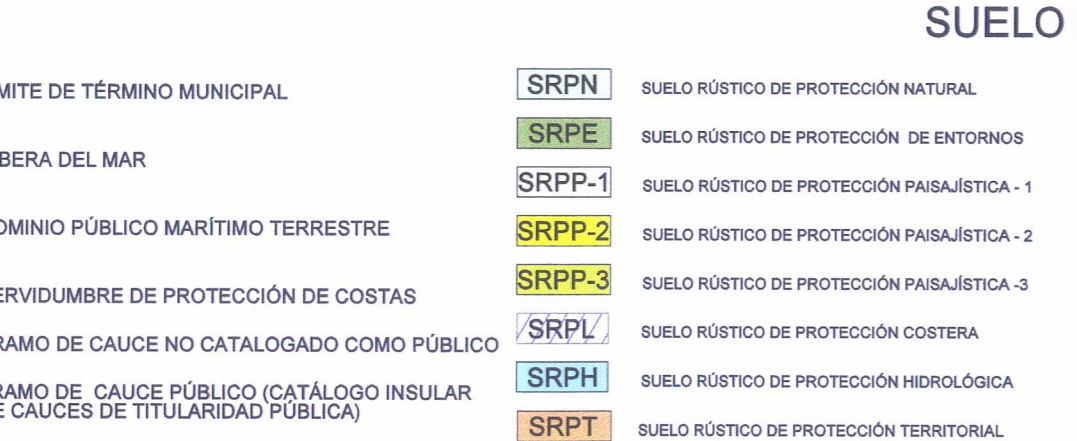 SUELO
MITE DE TÉRMINO MUNICIPAL
BERA DEL MAR
OMINIO PÚBLICO MARÍTIMO TERRESTRE
ERVIDUMBRE DE PROTECCIÓN DE COSTAS
RAMO DE CAUCE NO CATALOGADO COMO PÚBLICO
RAMO DE CAUCE PÚBLICO (CATÁLOGO INSULAR
E CAUCES DE TITULARIDAD PÚBLICA)
SRPN SUELO RÚSTICO DE PROTECCIÓN NATURAL
SRPE SUELO RÚSTICO DE PROTECCIÓN DE ENTORNOS
SRPP-1 SUELO RÚSTICO DE PROTECCIÓN PAISAJÍSTICA - 1
SRPP-2 SUELO RÚSTICO DE PROTECCIÓN PAISAJÍSTICA - 2
SRPP-3 SUELO RÚSTICO DE PROTECCIÓN PAISAJÍSTICA -3
SRPL SUELO RÚSTICO DE PROTECCIÓN COSTERA
SRPH SUELO RÚSTICO DE PROTECCIÓN HIDROLÓGICA
SRPT SUELO RÚSTICO DE PROTECCIÓN TERRITORIAL